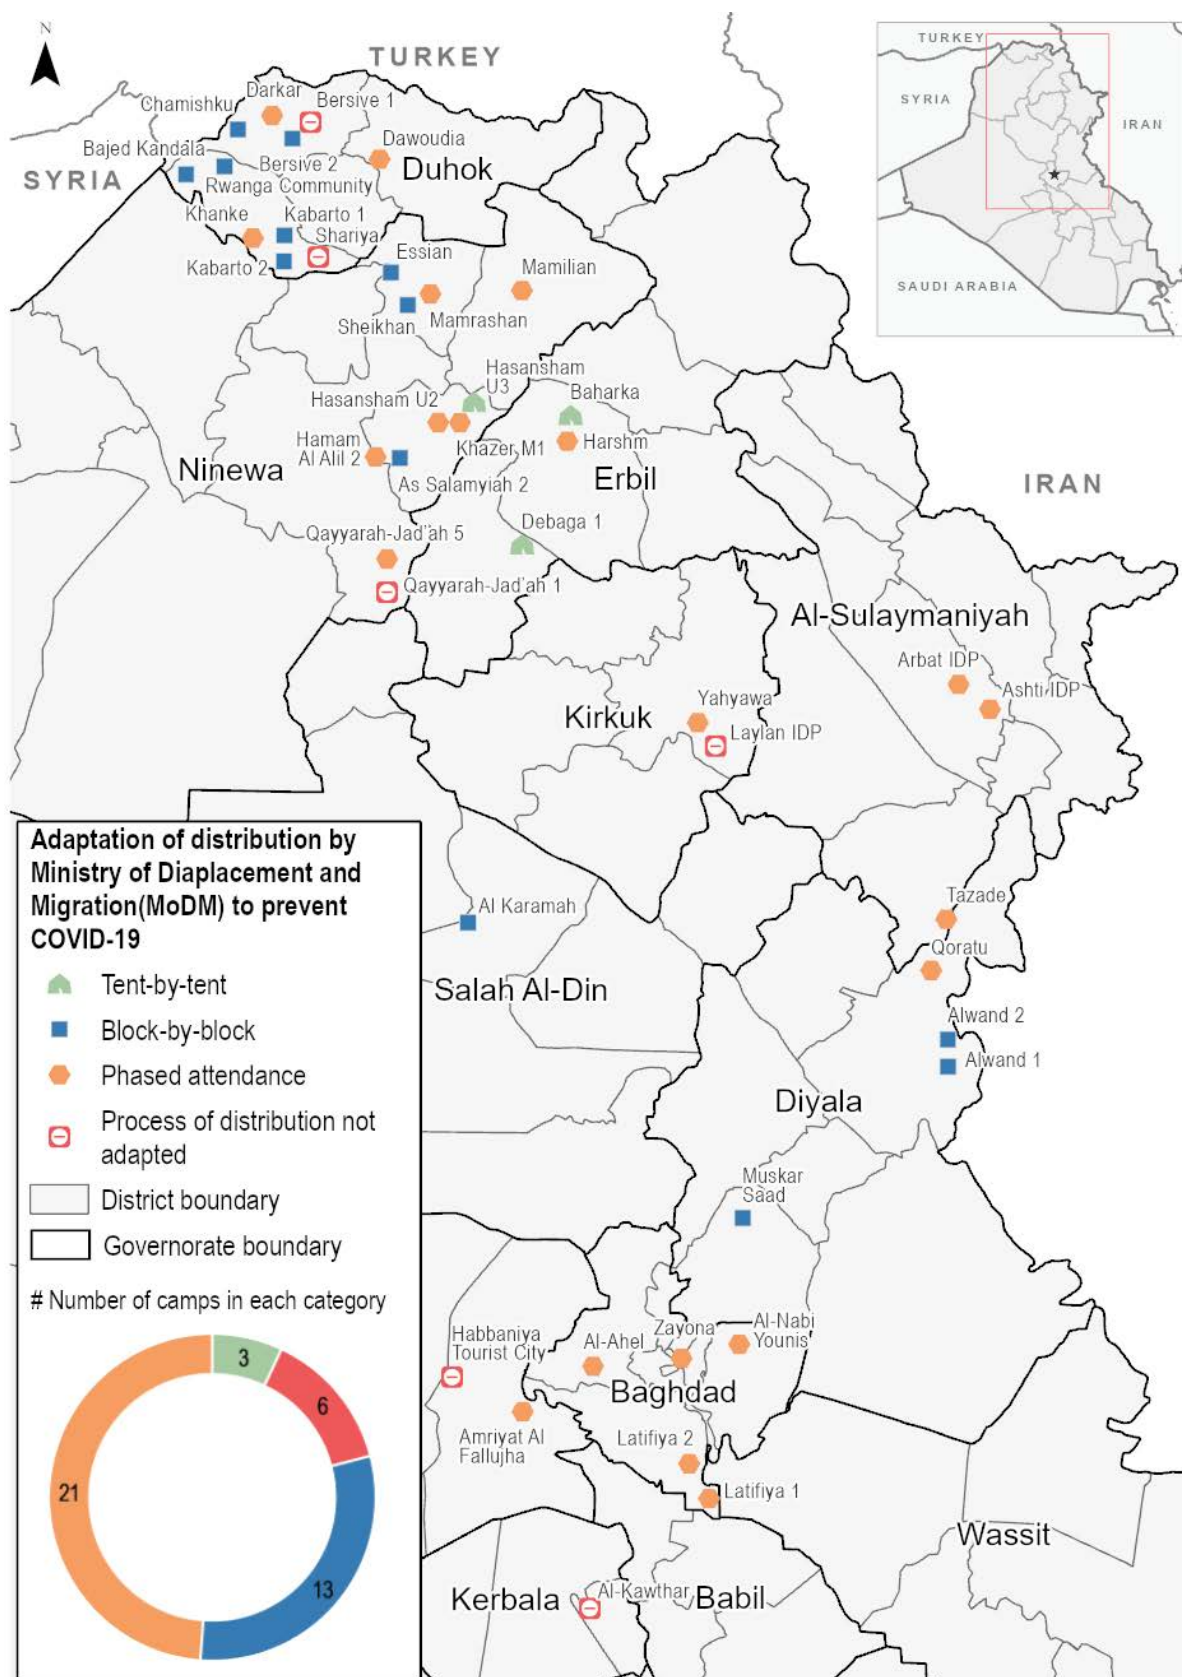 N
TURKEY
TURKEY
SYRIA
IRAN
SAUDI ARABIA
Darkar
Bersive 1
Chamishku
Dawoudia
Bajed Kandala
Bersive 2
Duhok
SYRIA
Rwanga Community
Khanke
Kabarto 1
Shariya
Kabarto 2
Essian
Mamilian
Sheikhan
Mamrashan
Hasansham
U3
Hasansham U2
Baharka
Hamam
Al Alil 2
Khazer M1
Harshm
Ninewa
As Salamyiah 2
Erbil
IRAN
Debaga 1
Qayyarah-Jad'ah 5
Qayyarah-Jad'ah 1
Al-Sulaymaniyah
Arbat IDP
Ashti IDP
Yahyawa
Kirkuk
Laylan IDP
Adaptation of distribution by
Ministry of Diaplacement and
Migration(MoDM) to prevent
COVID-19
Tent-by-tent
Block-by-block
Phased attendance
Process of distribution not
adapted
District boundary
Governorate boundary
# Number of camps in each category
3
6
21
13
Al Karamah
Tazade
Qoratu
Salah Al-Din
Alwand 2
Alwand 1
Diyala
Muskar
Saad
Habbaniya
Tourist City
Al-Ahel
Zayona
Al-Nabi
Younis
Baghdad
Amriyat Al
Fallujha
Latifiya 2
Latifiya 1
Wassit
Kerbala
Al-Kawthar
Babil